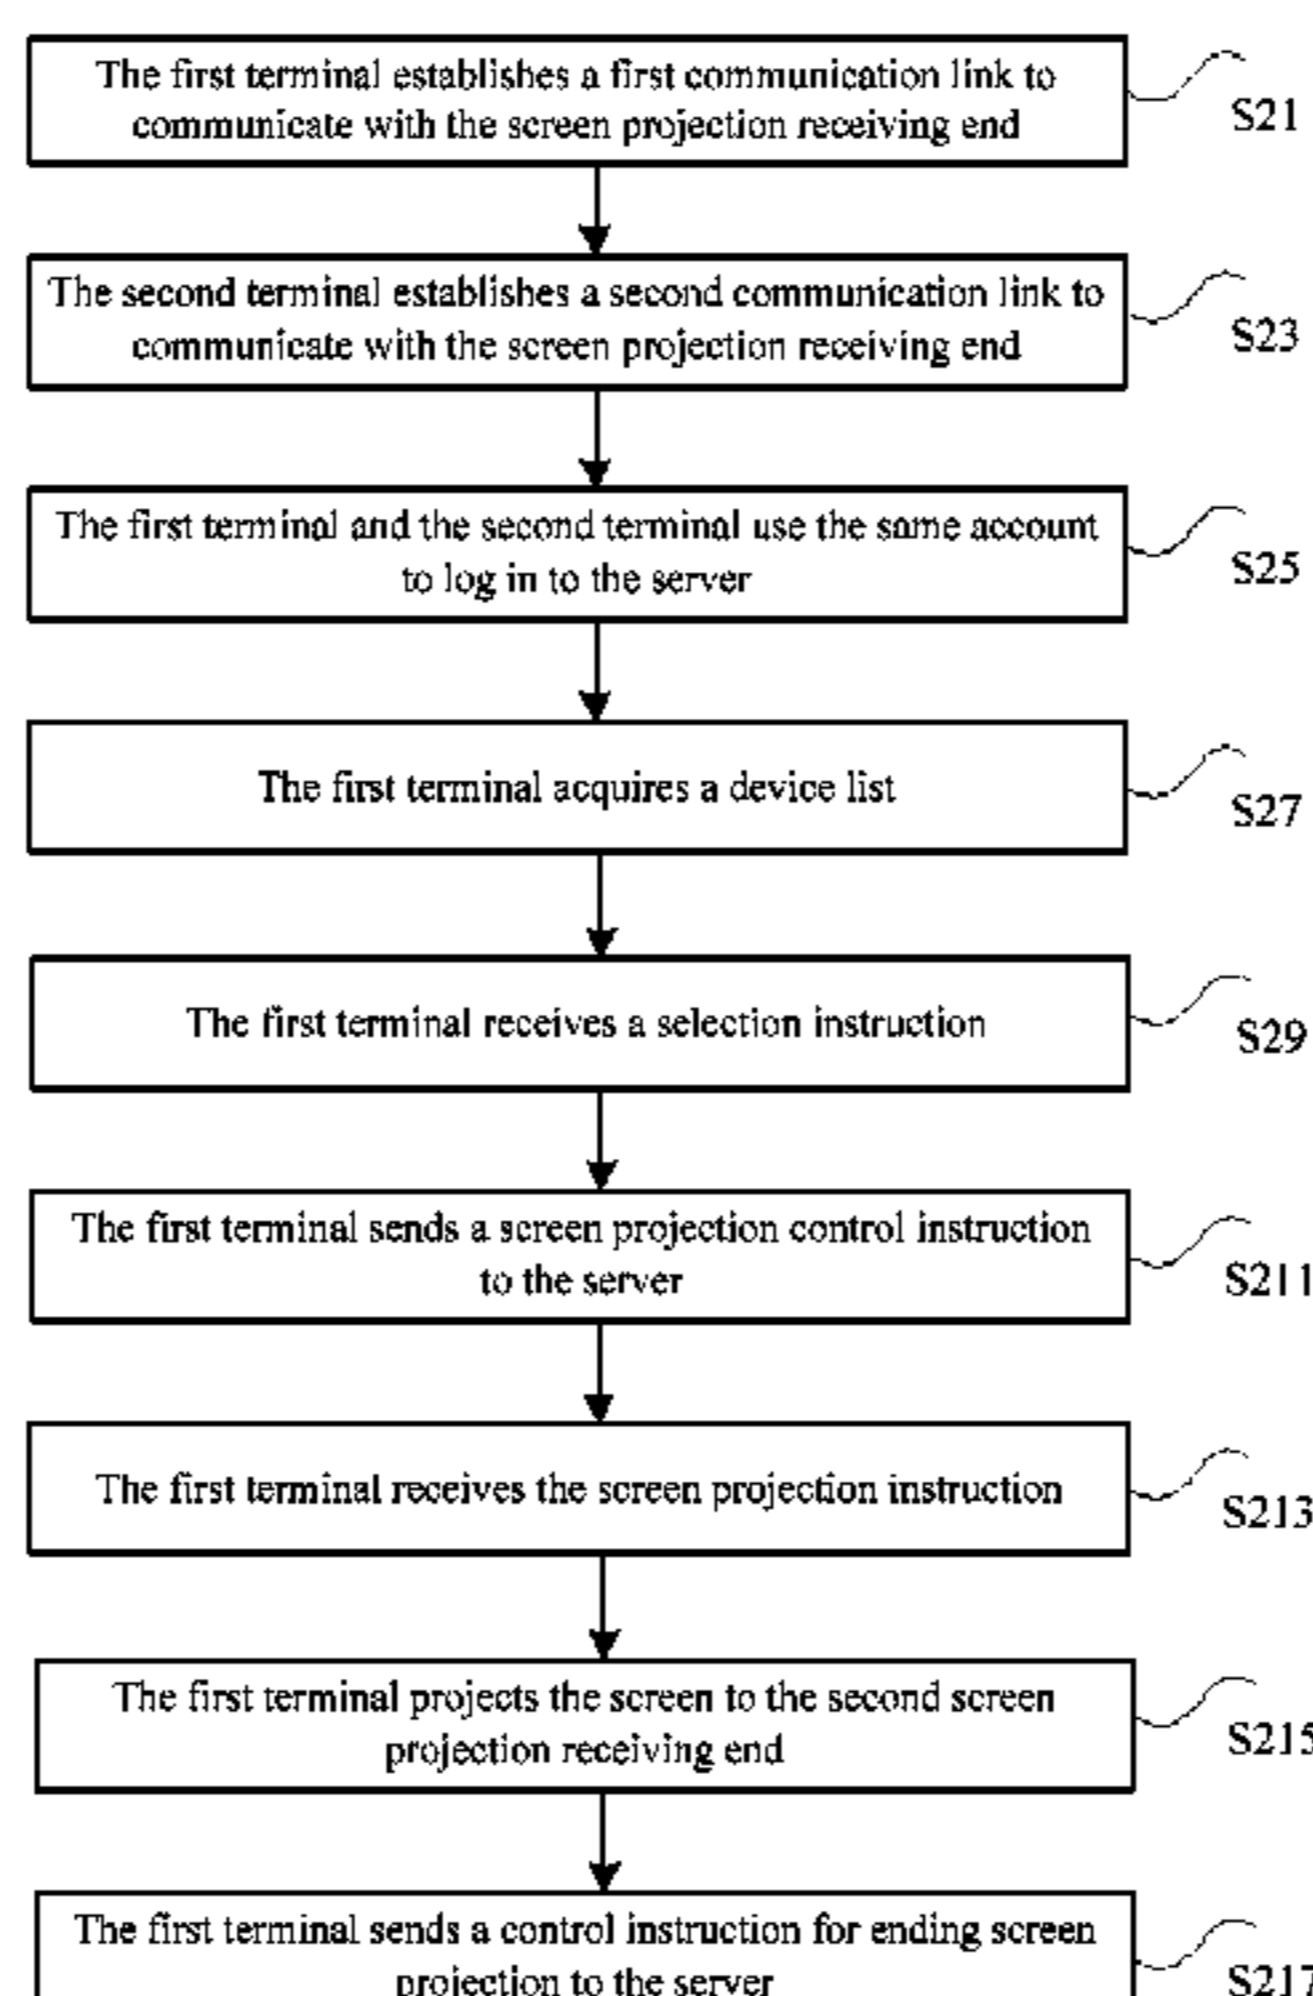 The first terminal establishes a first communication link to
communicate with the screen projection receiving end
S21
The second terminal establishes a second communication link to
communicate with the screen projection receiving end
S23
The first terminal and the second terminal use the same account
to log in to the server
S25
The first terminal acquires a device list
S27
The first terminal receives a selection instruction
S29
The first terminal sends a screen projection control instruction
to the server
S211
The first terminal receives the screen projection instruction
S213
The first terminal projects the screen to the second screen
projection receiving end
S215
The first terminal sends a control instruction for ending screen
projection to the server
S217